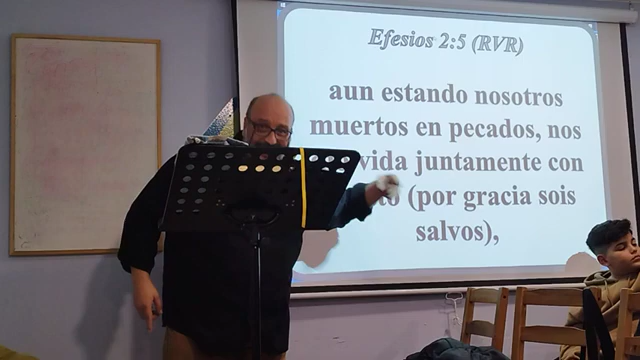 Efesios 2:5 (RVR)
aun estando nosotros
muertos en pecados, nos
vida juntamente con
(por gracia sois
salvos),